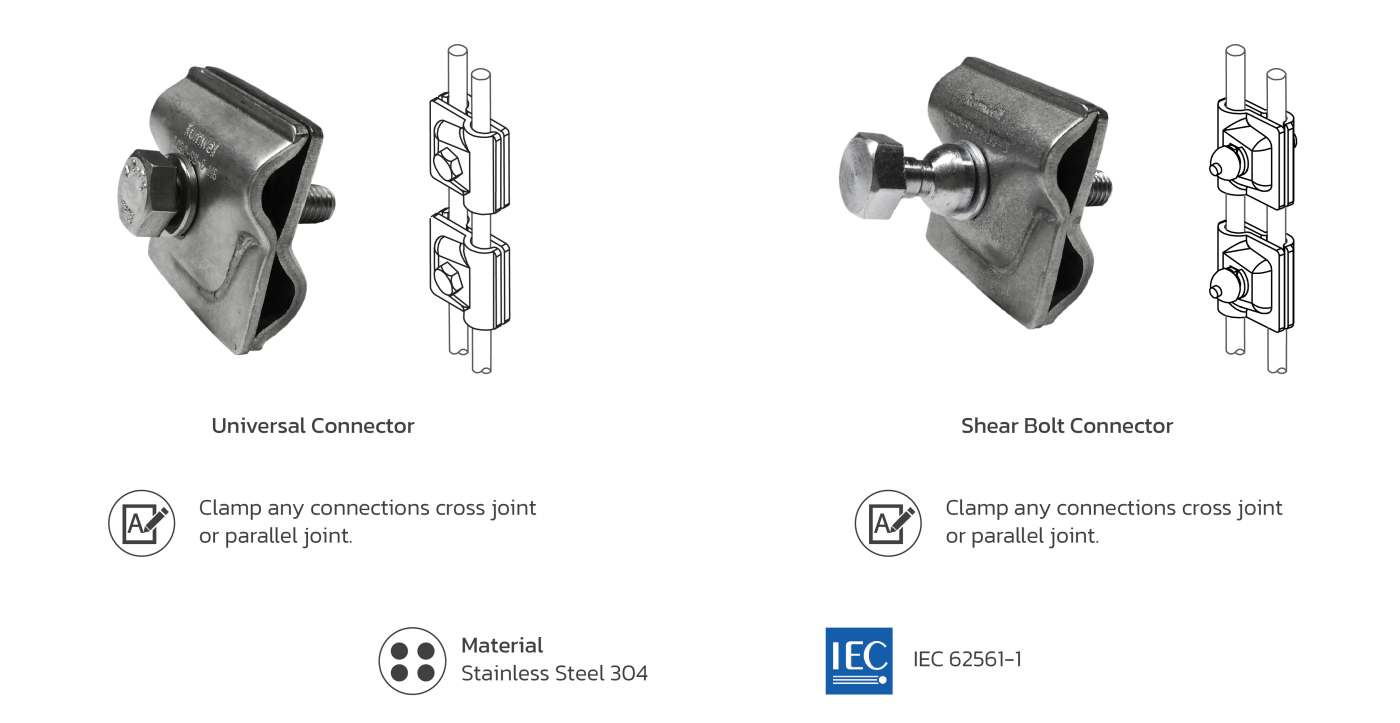 KUMWELL
Universal Connector
Shear Bolt Connector
Clamp any connections cross joint
or parallel joint.
Clamp any connections cross joint
or parallel joint.
A
A
Material
Stainless Steel 304
IEC
IEC 62561-1